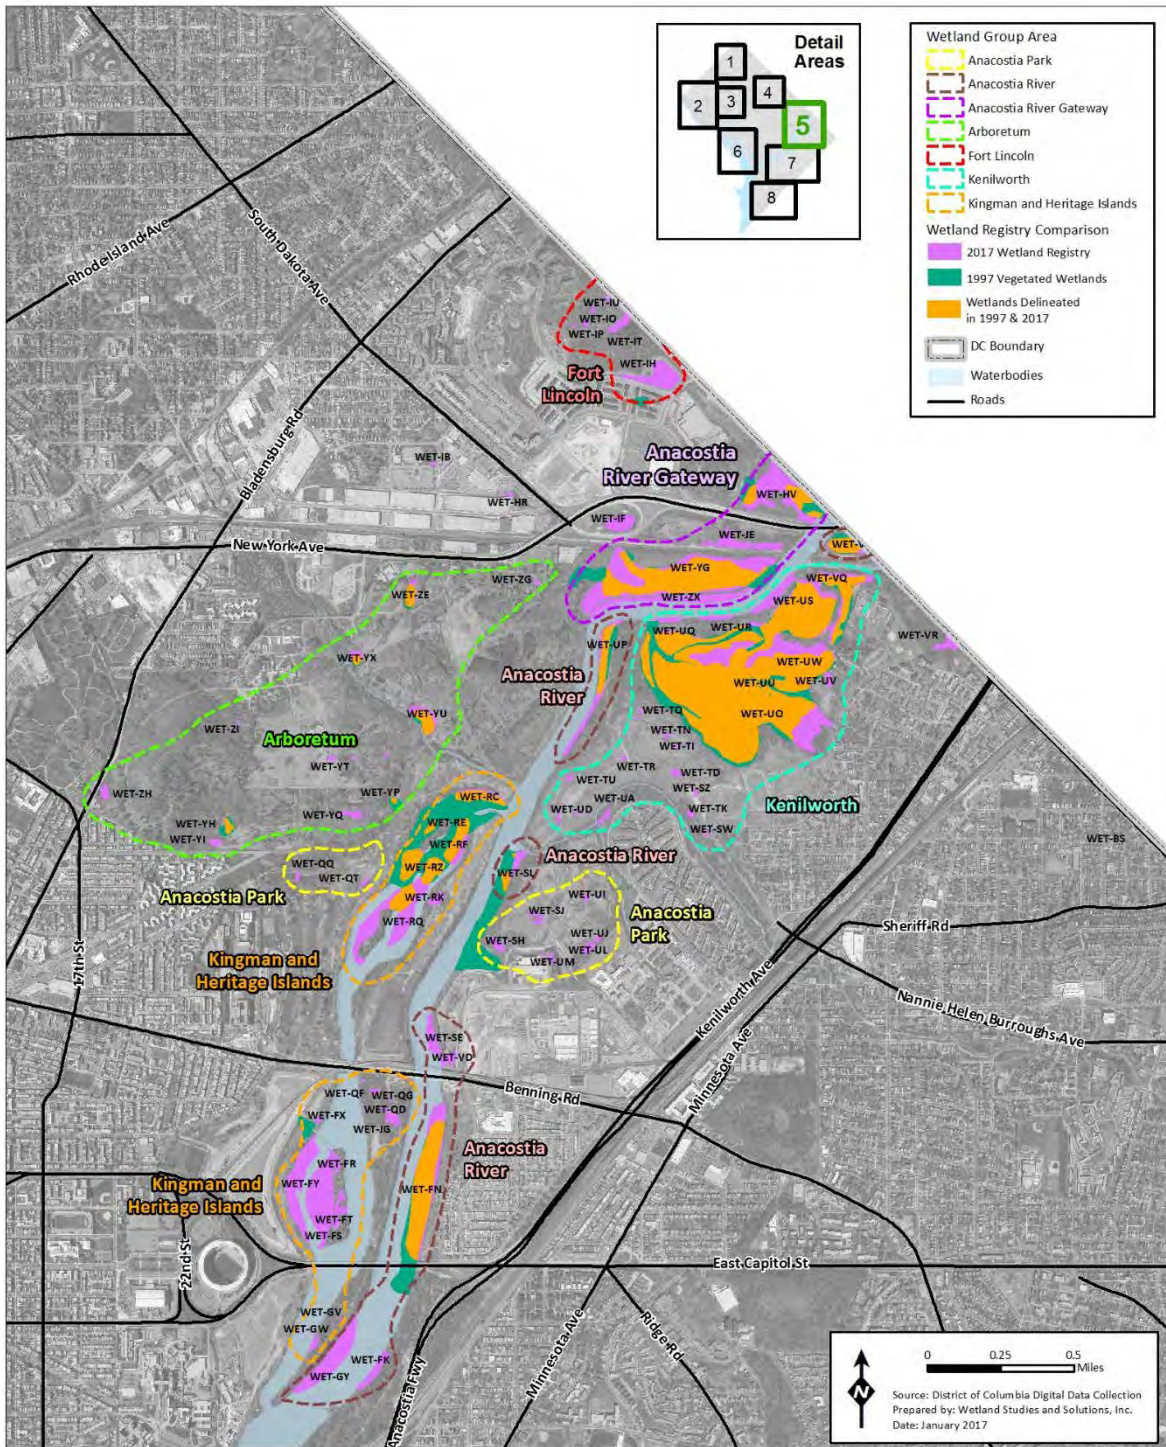 Detail
Areas
1
2
3
4
5
6
7
8
Wetland Group Area
Anacostia Park
Anacostia River
Anacostia River Gateway
Arboretum
Fort Lincoln
Kenilworth
Kingman and Heritage Islands
Wetland Registry Comparison
2017 Wetland Registry
1997 Vegetated Wetlands
Wetlands Delineated
in 1997 & 2017
DC Boundary
Waterbodies
Roads
Rhode Island Ave
South Dakota Ave
Bladensburg Rd
New York Ave
WET-IU
WET-IO
WET-IP
WET-IT
WET-IH
Fort
Lincoln
WET-IB
WET-HR
WET-IF
Anacostia
River Gateway
WET-HV
WET-JE
WET-YG
WET-ZX
WET-V
WET-VQ
WET-US
WET-UR
WET-UQ
WET-UP
WET-UW
WET-UV
WET-UU
WET-UO
WET-VR
WET-ZG
WET-ZE
WET-YX
WET-YU
WET-ZI
Arboretum
WET-YT
WET-ZH
WET-YP
WET-YQ
WET-YH
WET-YI
Anacostia
River
WET-TQ
WET-TN
WET-TI
WET-TR
WET-TD
WET-SZ
WET-TU
WET-UA
WET-UD
WET-TK
WET-SW
Kenilworth
WET-BS
WET-RC
WET-RE
WET-RF
WET-RZ
WET-RK
WET-RQ
WET-QQ
WET-QT
Anacostia Park
Kingman and
Heritage Islands
Anacostia River
WET-SL
WET-UI
WET-SJ
WET-SH
WET-UJ
WET-UL
WET-UM
Anacostia
Park
Sheriff Rd
Nannie Helen Burroughs Ave
Kenilworth Ave
Minnesota Ave
17th St
WET-SE
WET-VD
Benning Rd
WET-QF
WET-QG
WET-QD
WET-FX
WET-JG
WET-FR
WET-FY
WET-FT
WET-FS
Kingman and
Heritage Islands
Anacostia
River
WET-FN
22nd St
East Capitol St
WET-GV
WET-GW
WET-FK
WET-GY
Anacostia Fwy
Minnesota Ave
Ridge Rd
N
0 0.25 0.5
Miles
Source: District of Columbia Digital Data Collection
Prepared by: Wetland Studies and Solutions, Inc.
Date: January 2017